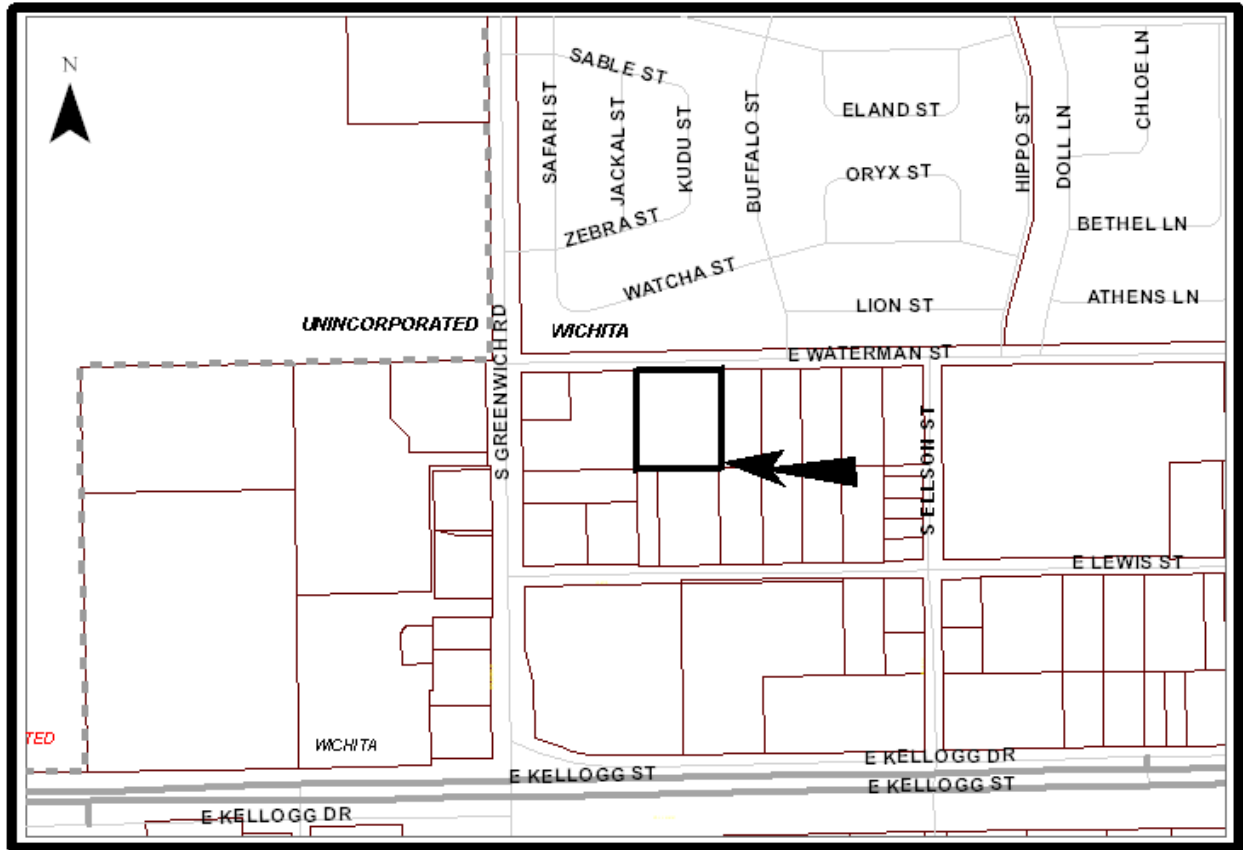 N
SABLE ST
SAFARI ST
JACKAL ST
KUDU ST
BUFFALO ST
ELAND ST
HIPPO ST
DOLL LN
CHLOE LN
ORYX ST
ZEBRA ST
BETHEL LN
WATCHA ST
ATHENS LN
LION ST
UNINCORPORATED
S GREENWICH RD
WICHITA
E WATERMAN ST
S ELLSON ST
E LEWIS ST
TED
WICHITA
E KELLOGG DR
E KELLOGG ST
E KELLOGG ST
E KELLOGG DR